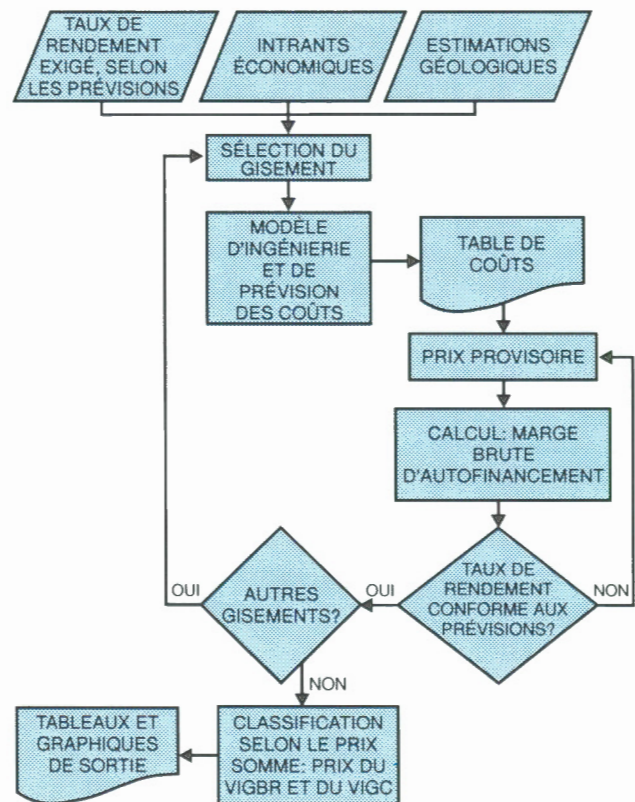 TAUX DE
RENDEMENT
EXIGÉ, SELON
LES PRÉVISIONS
INTRANTS
ÉCONOMIQUES
ESTIMATIONS
GÉOLOGIQUES
SÉLECTION DU
GISEMENT
MODÈLE
D'INGÉNIERIE
ET DE
PRÉVISION
DES COÛTS
TABLE DE
COÛTS
PRIX PROVISOIRE
CALCUL: MARGE
BRUTE
D'AUTOFINANCEMENT
TAUX DE
RENDEMENT
CONFORME AUX
PRÉVISIONS?
NON
OUI
AUTRES
GISEMENTS?
OUI
NON
CLASSIFICATION
SELON LE PRIX
SOMME: PRIX DU
VIGBR ET DU VIGC
TABLEAUX ET
GRAPHIQUES
DE SORTIE